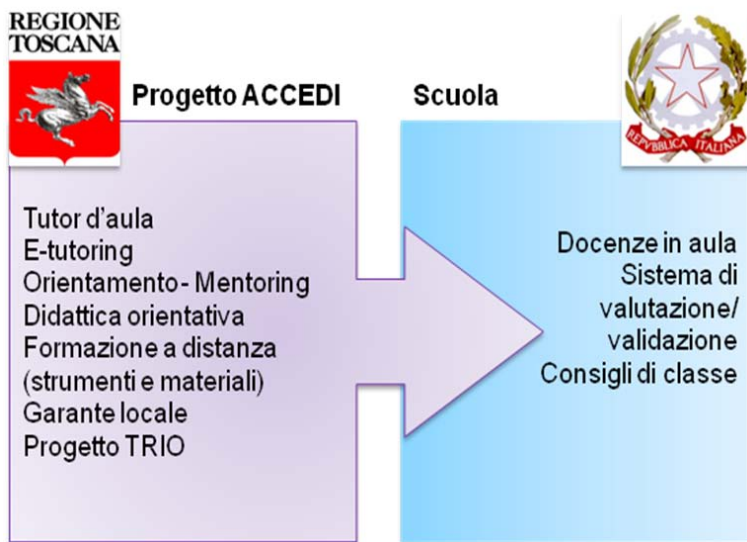 REGIONE
TOSCANA
Progetto ACCEDI
Scuola
REPVBBLICA ITALIANA
Tutor d'aula
E-tutoring
Orientamento - Mentoring
Didattica orientativa
Formazione a distanza
(strumenti e materiali)
Garante locale
Progetto TRIO
Docenze in aula
Sistema di
valutazione/
validazione
Consigli di classe